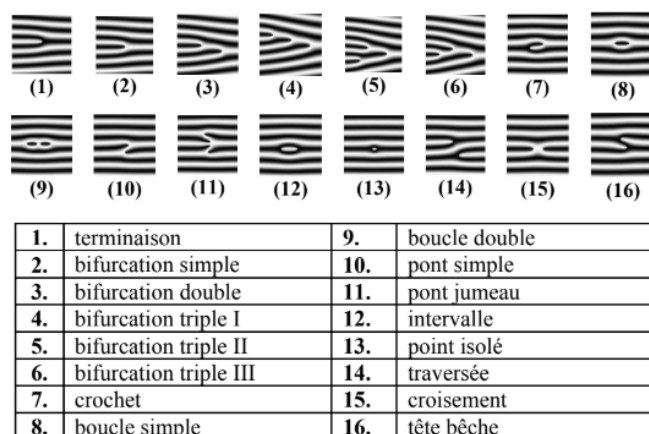 (1) (2) (3) (4) (5) (6) (7) (8)
(9) (10) (11) (12) (13) (14) (15) (16)
1. terminaison 9. boucle double
2. bifurcation simple 10. pont simple
3. bifurcation double 11. pont jumeau
4. bifurcation triple I 12. intervalle
5. bifurcation triple II 13. point isolé
6. bifurcation triple III 14. traversée
7. crochet 15. croisement
8. boucle simple 16. tête bêche